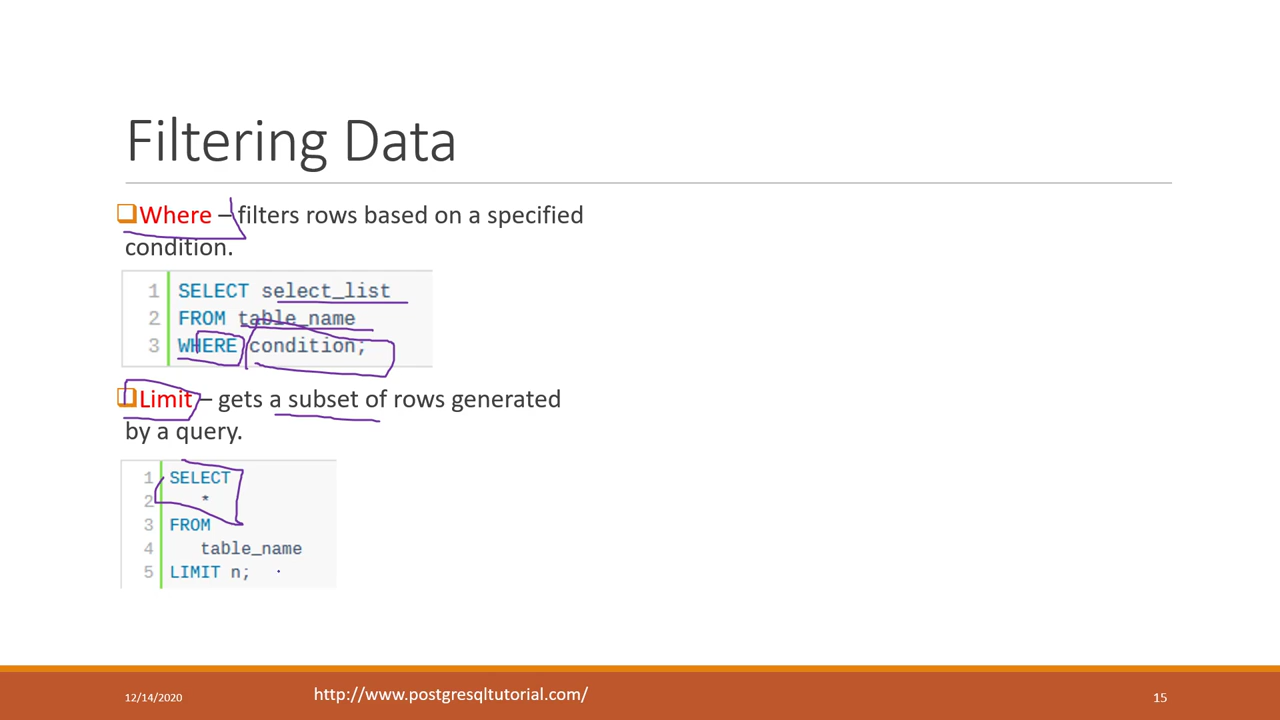 Filtering Data
Where – filters rows based on a specified
condition.
1 SELECT select_list
2 FROM table_name
3 WHERE condition;
Limit – gets a subset of rows generated
by a query.
1 SELECT
2 *
3 FROM
4 table_name
5 LIMIT n;
12/14/2020 http://www.postgresqltutorial.com/ 15